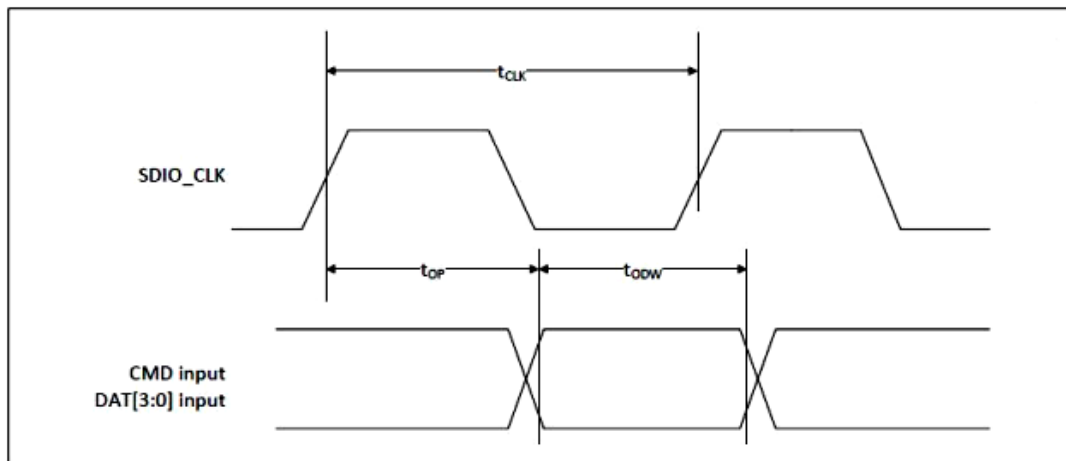 tCLK
SDIO_CLK
tOP
tODW
CMD input
DAT[3:0] input